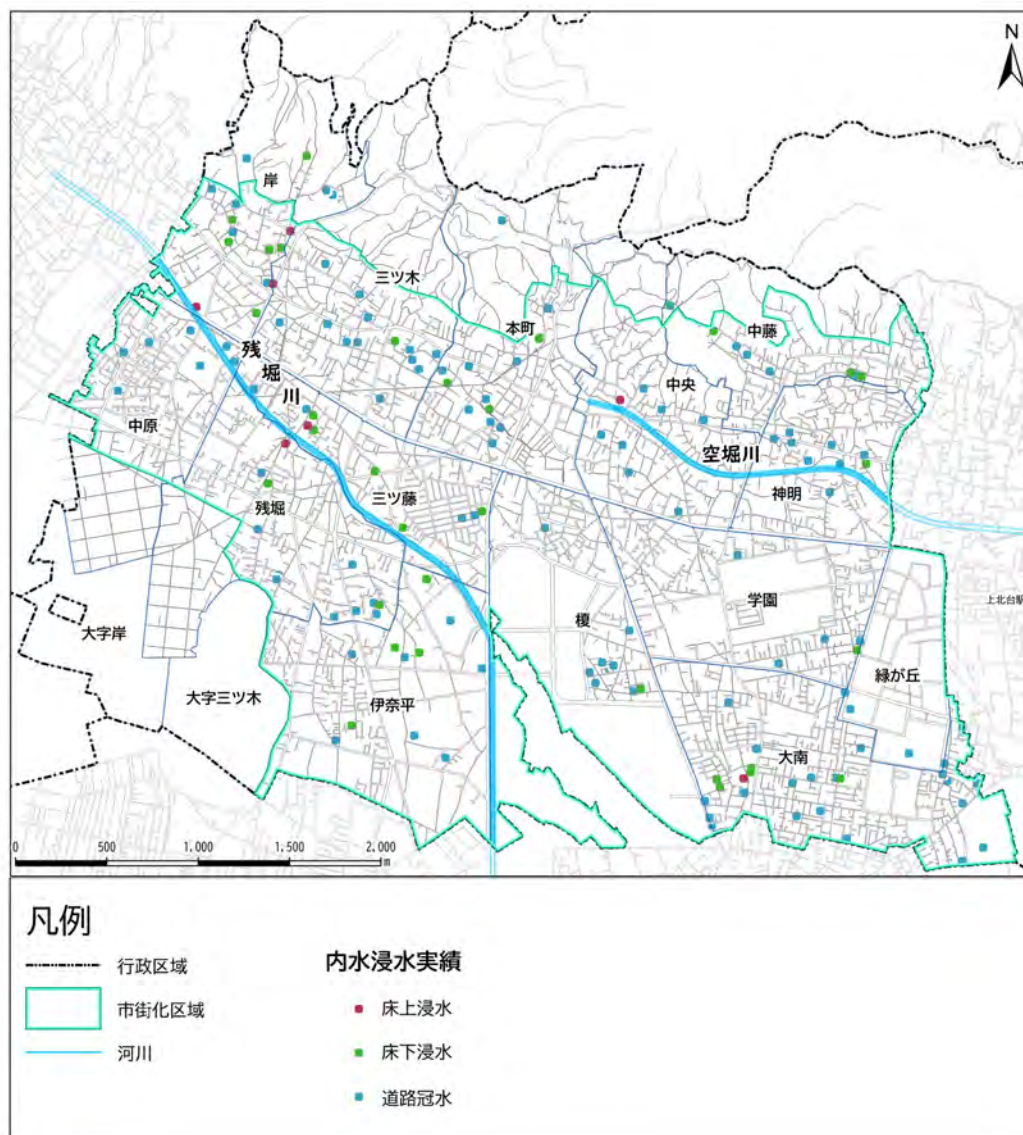 N
岸
三ツ木
本町
中藤
残堀川
中央
中原
空堀川
神明
残堀
三ツ藤
学園
上北台駅
榎
大字岸
緑が丘
大字三ツ木
伊奈平
大南
0 500 1,000 1,500 2,000
m
凡例
行政区域
市街化区域
河川
内水浸水実績
床上浸水
床下浸水
道路冠水